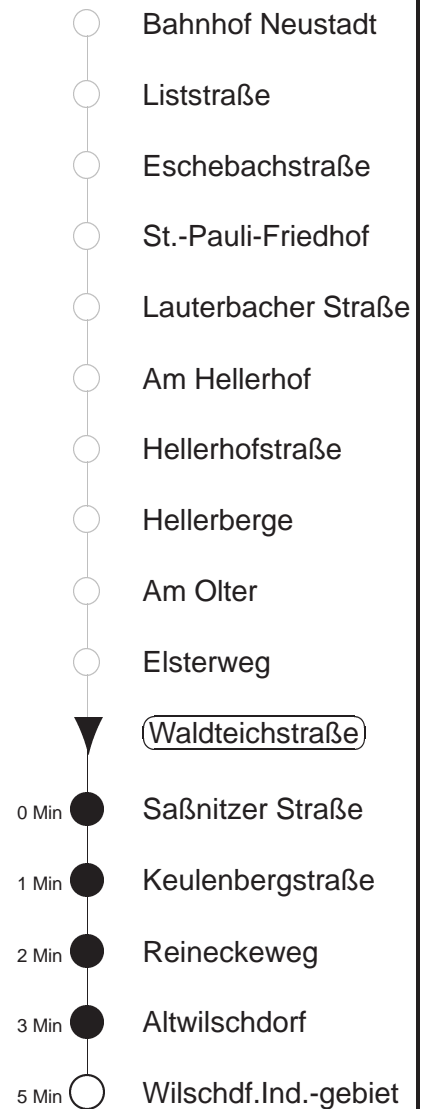 Bahnhof Neustadt
Liststraße
Eschebachstraße
St.-Pauli-Friedhof
Lauterbacher Straße
Am Hellerhof
Hellerhofstraße
Hellerberge
Am Olter
Elsterweg
Waldteichstraße
0 Min Saßnitzer Straße
1 Min Keulenbergstraße
2 Min Reineckeweg
3 Min Altwilschdorf
5 Min Wilschdf.Ind.-gebiet